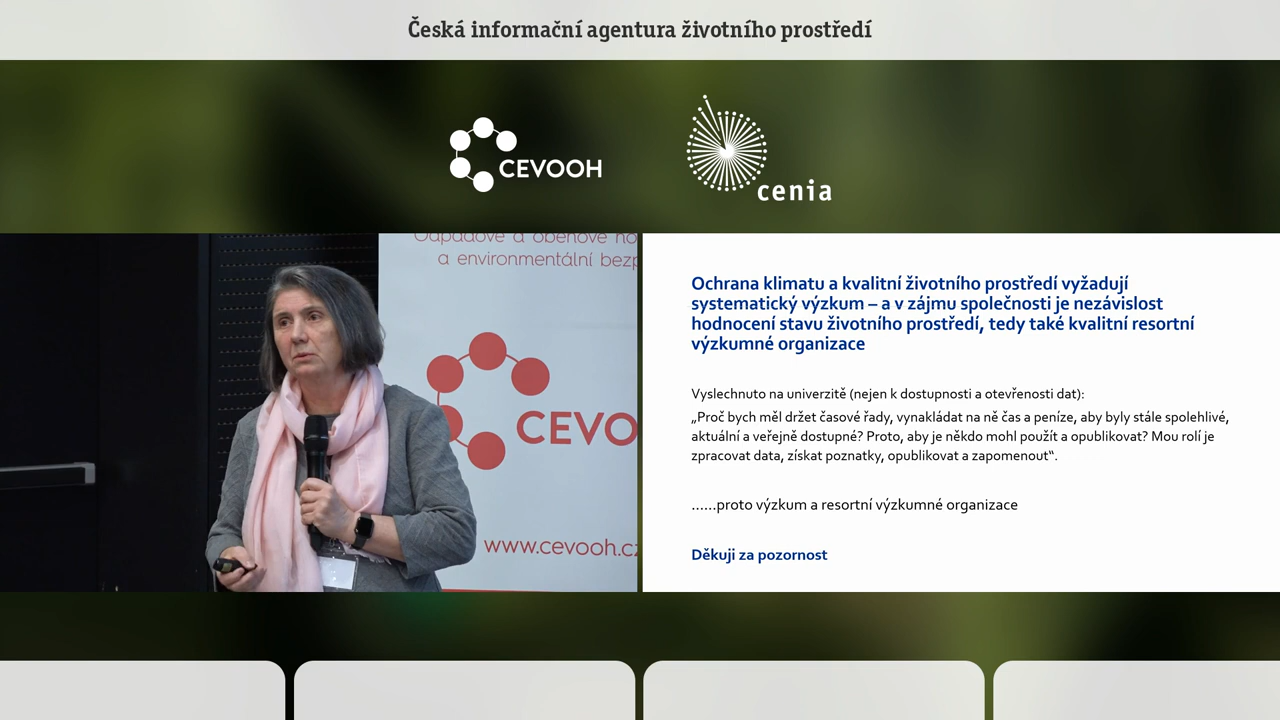 Česká informační agentura životního prostředí
CEVOOH
cenia
Odpadové a oběhové
a environmentální
CEVO
www.cevooh.cz
Ochrana klimatu a kvalitní životního prostředí vyžadují
systematický výzkum – a v zájmu společnosti je nezávislost
hodnocení stavu životního prostředí, tedy také kvalitní resortní
výzkumné organizace
Vyslechnuto na univerzitě (nejen k dostupnosti a otevřenosti dat):
„Proč bych měl držet časové řady, vynakládat na ně čas a peníze, aby byly stále spolehlivé,
aktuální a veřejně dostupné? Proto, aby je někdo mohl použít a opublikovat? Mou rolí je
zpracovat data, získat poznatky, opublikovat a zapomenout“.
……proto výzkum a resortní výzkumné organizace
Děkuji za pozornost